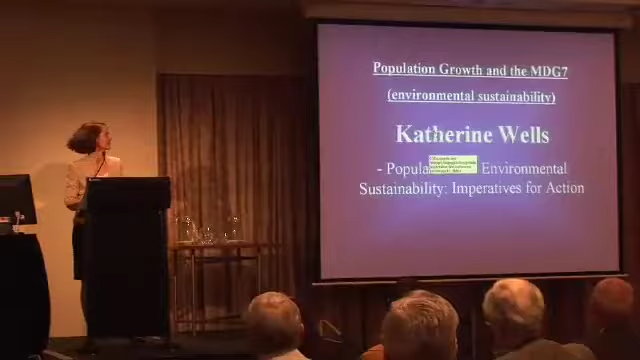 Population Growth and the MDG7
(environmental sustainability)
Katherine Wells
- Popula Environmental
Sustainability: Imperatives for Action